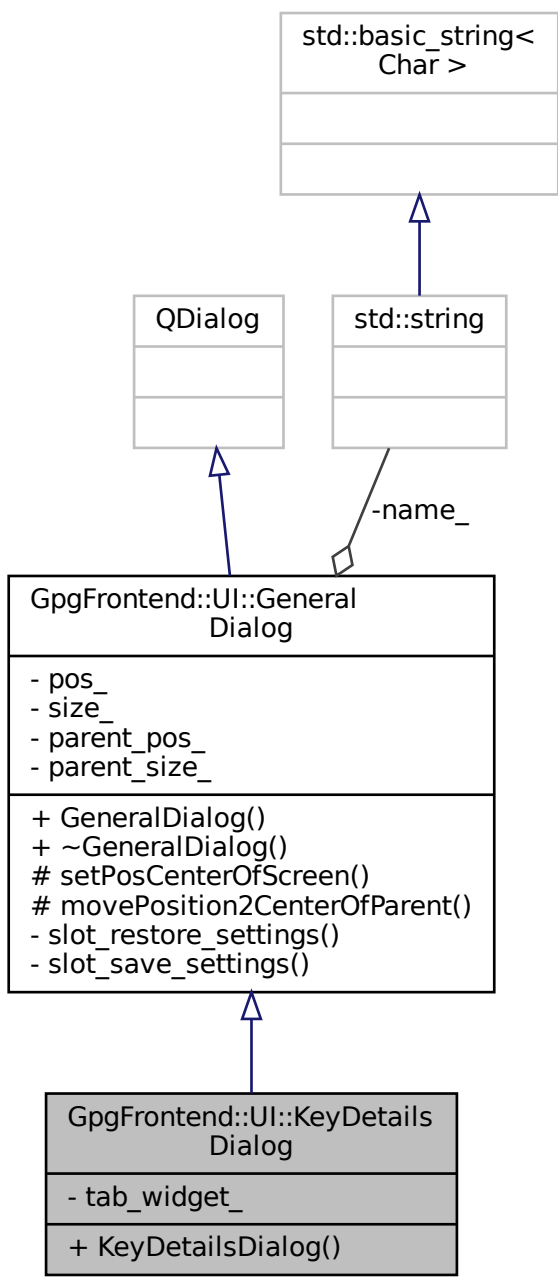 std::basic_string<
Char >
QDialog
std::string
-name_
GpgFrontend::UI::General
Dialog
- pos_
- size_
- parent_pos_
- parent_size_
+ GeneralDialog()
+ ~GeneralDialog()
# setPosCenterOfScreen()
# movePosition2CenterOfParent()
- slot_restore_settings()
- slot_save_settings()
GpgFrontend::UI::KeyDetails
Dialog
- tab_widget_
+ KeyDetailsDialog()